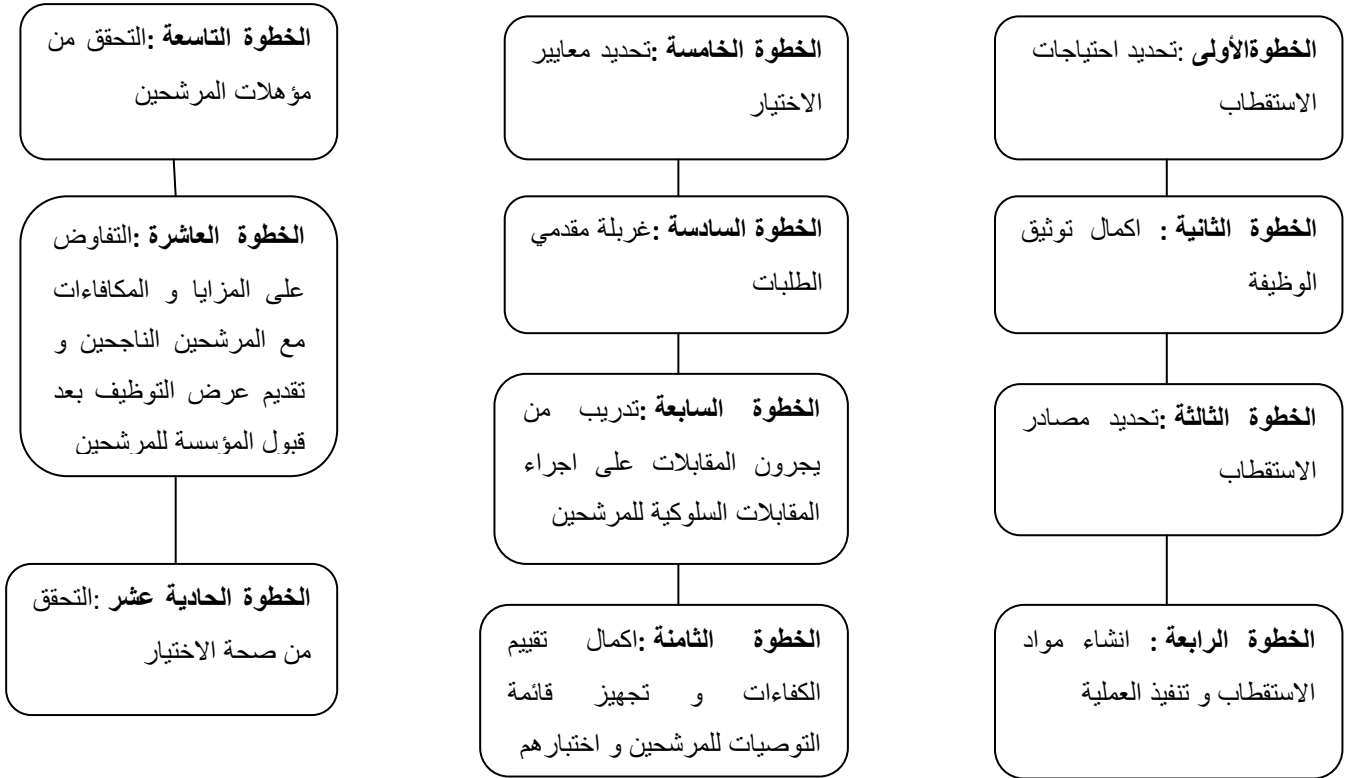 الخطوةالأولى :تحديد احتياجات
الاستقطاب
الخطوة الثانية : اكمال توثيق
الوظيفة
الخطوة الثالثة :تحديد مصادر
الاستقطاب
الخطوة الرابعة : انشاء مواد
الاستقطاب و تنفيذ العملية
الخطوة الخامسة :تحديد معايير
الاختيار
الخطوة السادسة :غربلة مقدمي
الطلبات
الخطوة السابعة :تدريب من
يجرون المقابلات على اجراء
المقابلات السلوكية للمرشحين
الخطوة الثامنة :اكمال تقييم
الكفاءات و تجهيز قائمة
التوصيات للمرشحين و اختبارهم
الخطوة التاسعة :التحقق من
مؤهلات المرشحين
الخطوة العاشرة :التفاوض
على المزايا و المكافاءات
مع المرشحين الناجحين و
تقديم عرض التوظيف بعد
قبول المؤسسة للمرشحين
الخطوة الحادية عشر :التحقق
من صحة الاختيار